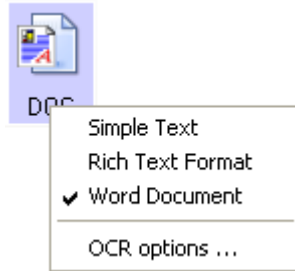 DOC
Simple Text
Rich Text Format
Word Document
OCR options ...